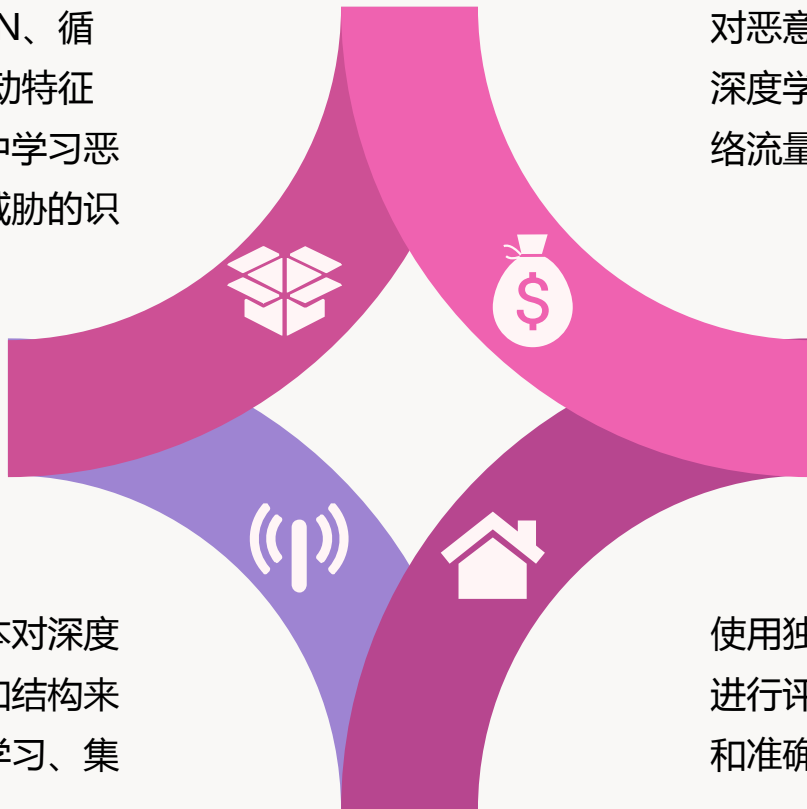 N、循
动特征
中学习恶
威胁的识
对恶意
深度学
络流量
$
本对深度
和结构来
学习、集
使用独
进行评
和准确